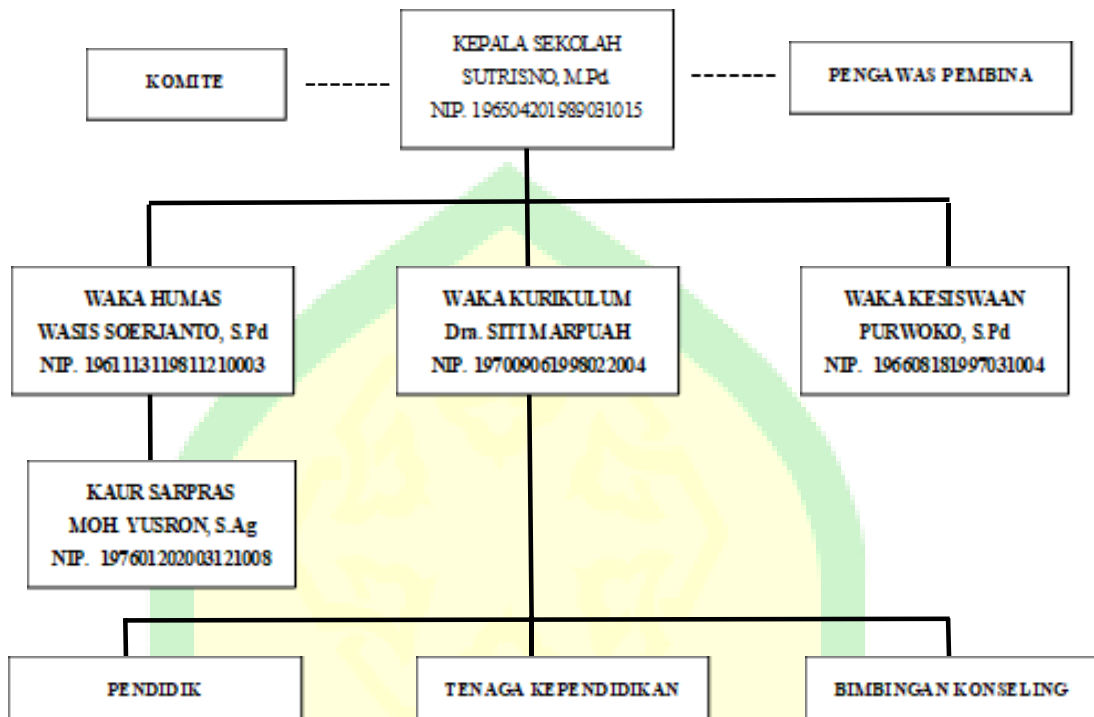 KEPALA SEKOLAH
SUTRISNO, M.Pd.
NIP. 196504201989031015
KOMITE
PENGAWAS PEMBINA
WAKA HUMAS
WASIS SOERJANTO, S.Pd
NIP. 1961113119811210003
WAKA KURIKULUM
Dra. SITI MARPUAH
NIP. 197009061998022004
WAKA KESISWAAN
PURWOKO, S.Pd
NIP. 196608181997031004
KAUR SARPRAS
MOH. YUSRON, S.Ag
NIP. 197601202003121008
PENDIDIK
TENAGA KEPENDIDIKAN
BIMBINGAN KONSELING